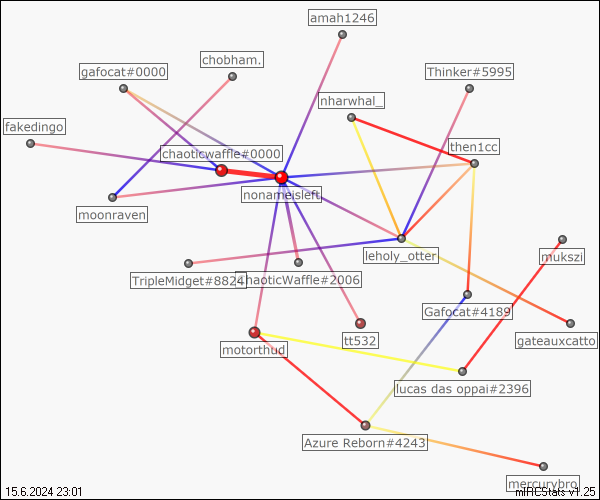 amah1246
chobham.
gafocat#0000
Thinker#5995
nharwhal_
fakedingo
then1cc
chaoticwaffle#0000
nonameisleft
moonraven
leholy_otter
mukszi
TripleMidget#8824
ChaoticWaffle#2006
Gafocat#4189
gateauxcatto
tt532
motorthud
lucas das oppai#2396
Azure Reborn#4243
mercurybro
15.6.2024 23:01
mIRCStats v1.25